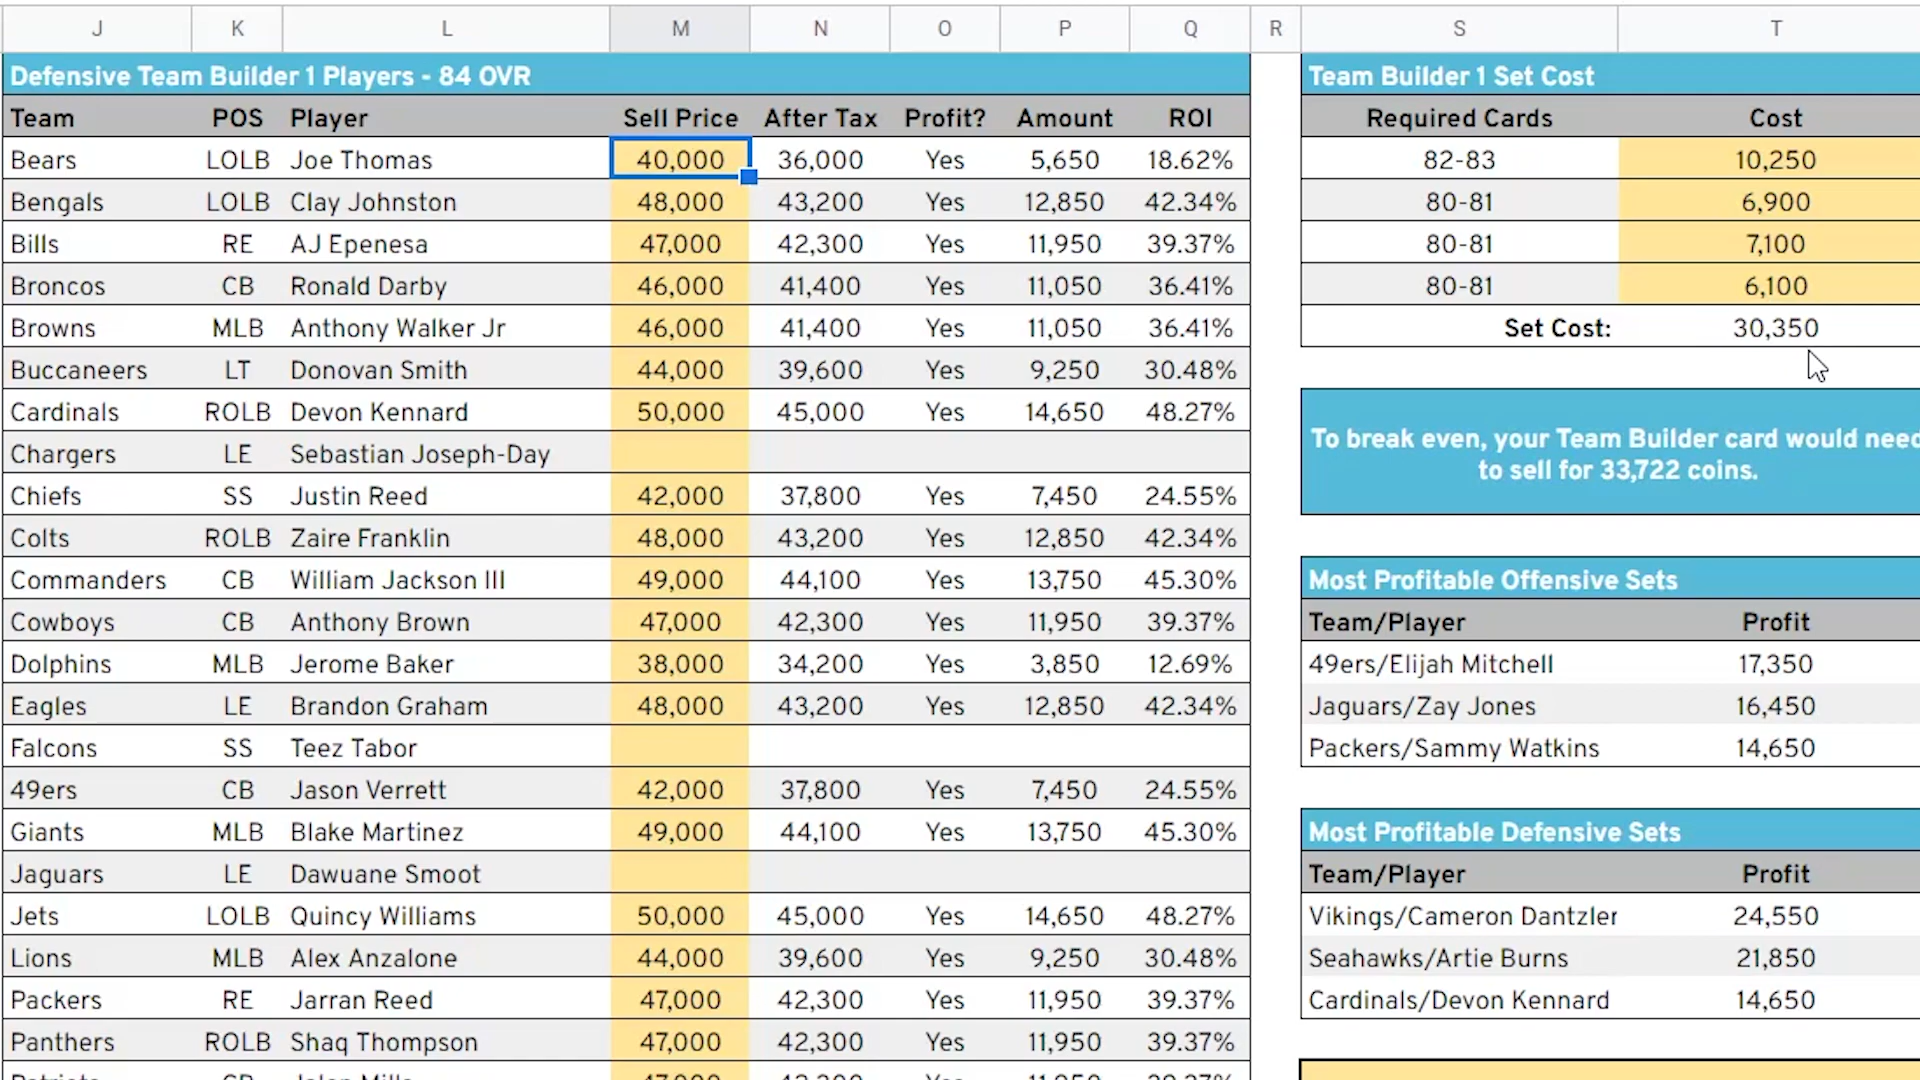 J K L M N O P Q R S T
Defensive Team Builder 1 Players - 84 OVR
Team POS Player Sell Price After Tax Profit? Amount ROI
Bears LOLB Joe Thomas 40,000 36,000 Yes 5,650 18.62%
Bengals LOLB Clay Johnston 48,000 43,200 Yes 12,850 42.34%
Bills RE AJ Epenesa 47,000 42,300 Yes 11,950 39.37%
Broncos CB Ronald Darby 46,000 41,400 Yes 11,050 36.41%
Browns MLB Anthony Walker Jr 46,000 41,400 Yes 11,050 36.41%
Buccaneers LT Donovan Smith 44,000 39,600 Yes 9,250 30.48%
Cardinals ROLB Devon Kennard 50,000 45,000 Yes 14,650 48.27%
Chargers LE Sebastian Joseph-Day
Chiefs SS Justin Reed 42,000 37,800 Yes 7,450 24.55%
Colts ROLB Zaire Franklin 48,000 43,200 Yes 12,850 42.34%
Commanders CB William Jackson III 49,000 44,100 Yes 13,750 45.30%
Cowboys CB Anthony Brown 47,000 42,300 Yes 11,950 39.37%
Dolphins MLB Jerome Baker 38,000 34,200 Yes 3,850 12.69%
Eagles LE Brandon Graham 48,000 43,200 Yes 12,850 42.34%
Falcons SS Teez Tabor
49ers CB Jason Verrett 42,000 37,800 Yes 7,450 24.55%
Giants MLB Blake Martinez 49,000 44,100 Yes 13,750 45.30%
Jaguars LE Dawuane Smoot
Jets LOLB Quincy Williams 50,000 45,000 Yes 14,650 48.27%
Lions MLB Alex Anzalone 44,000 39,600 Yes 9,250 30.48%
Packers RE Jarran Reed 47,000 42,300 Yes 11,950 39.37%
Panthers ROLB Shaq Thompson 47,000 42,300 Yes 11,950 39.37%
Team Builder 1 Set Cost
Required Cards Cost
82-83 10,250
80-81 6,900
80-81 7,100
80-81 6,100
Set Cost: 30,350
To break even, your Team Builder card would need
to sell for 33,722 coins.
Most Profitable Offensive Sets
Team/Player Profit
49ers/Elijah Mitchell 17,350
Jaguars/Zay Jones 16,450
Packers/Sammy Watkins 14,650
Most Profitable Defensive Sets
Team/Player Profit
Vikings/Cameron Dantzler 24,550
Seahawks/Artie Burns 21,850
Cardinals/Devon Kennard 14,650